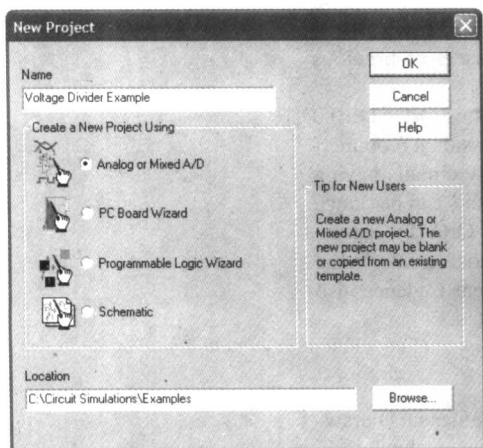 New Project
Name
Voltage Divider Example
OK
Cancel
Help
Create a New Project Using
Analog or Mixed A/D
PC Board Wizard
Programmable Logic Wizard
Schematic
Tip for New Users
Create a new Analog or
Mixed A/D project. The
new project may be blank
or copied from an existing
template.
Location
C:\Circuit Simulations\Examples
Browse...